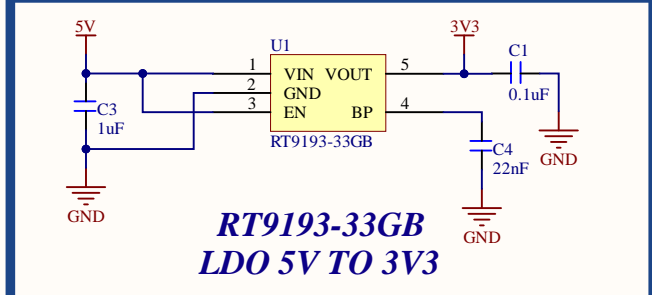 5V
3V3
U1
C1
1 VIN VOUT 5
0.1uF
2 GND
3 EN BP 4
C3
1uF
RT9193-33GB
C4
22nF
GND
GND
GND
RT9193-33GB
LDO 5V TO 3V3